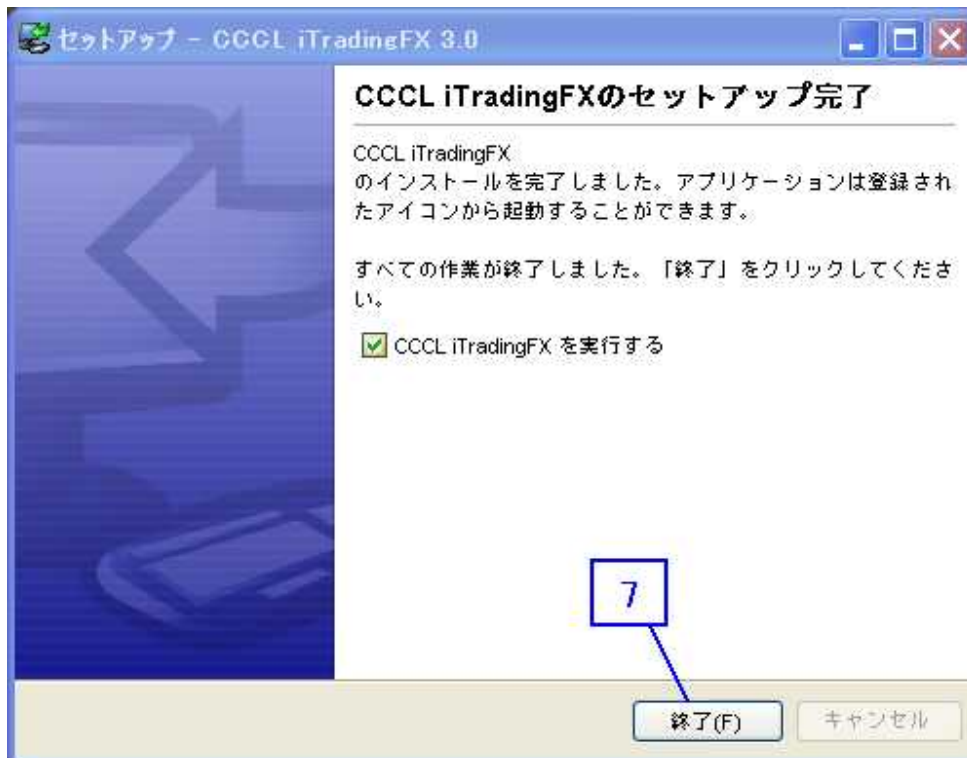 セットアップ - CCCL iTradingFX 3.0
CCCL iTradingFXのセットアップ完了
CCCL iTradingFX
のインストールを完了しました。アプリケーションは登録され
たアイコンから起動することができます。
すべての作業が終了しました。「終了」をクリックしてくださ
い。
CCCL iTradingFX を実行する
7
終了(F)
キャンセル